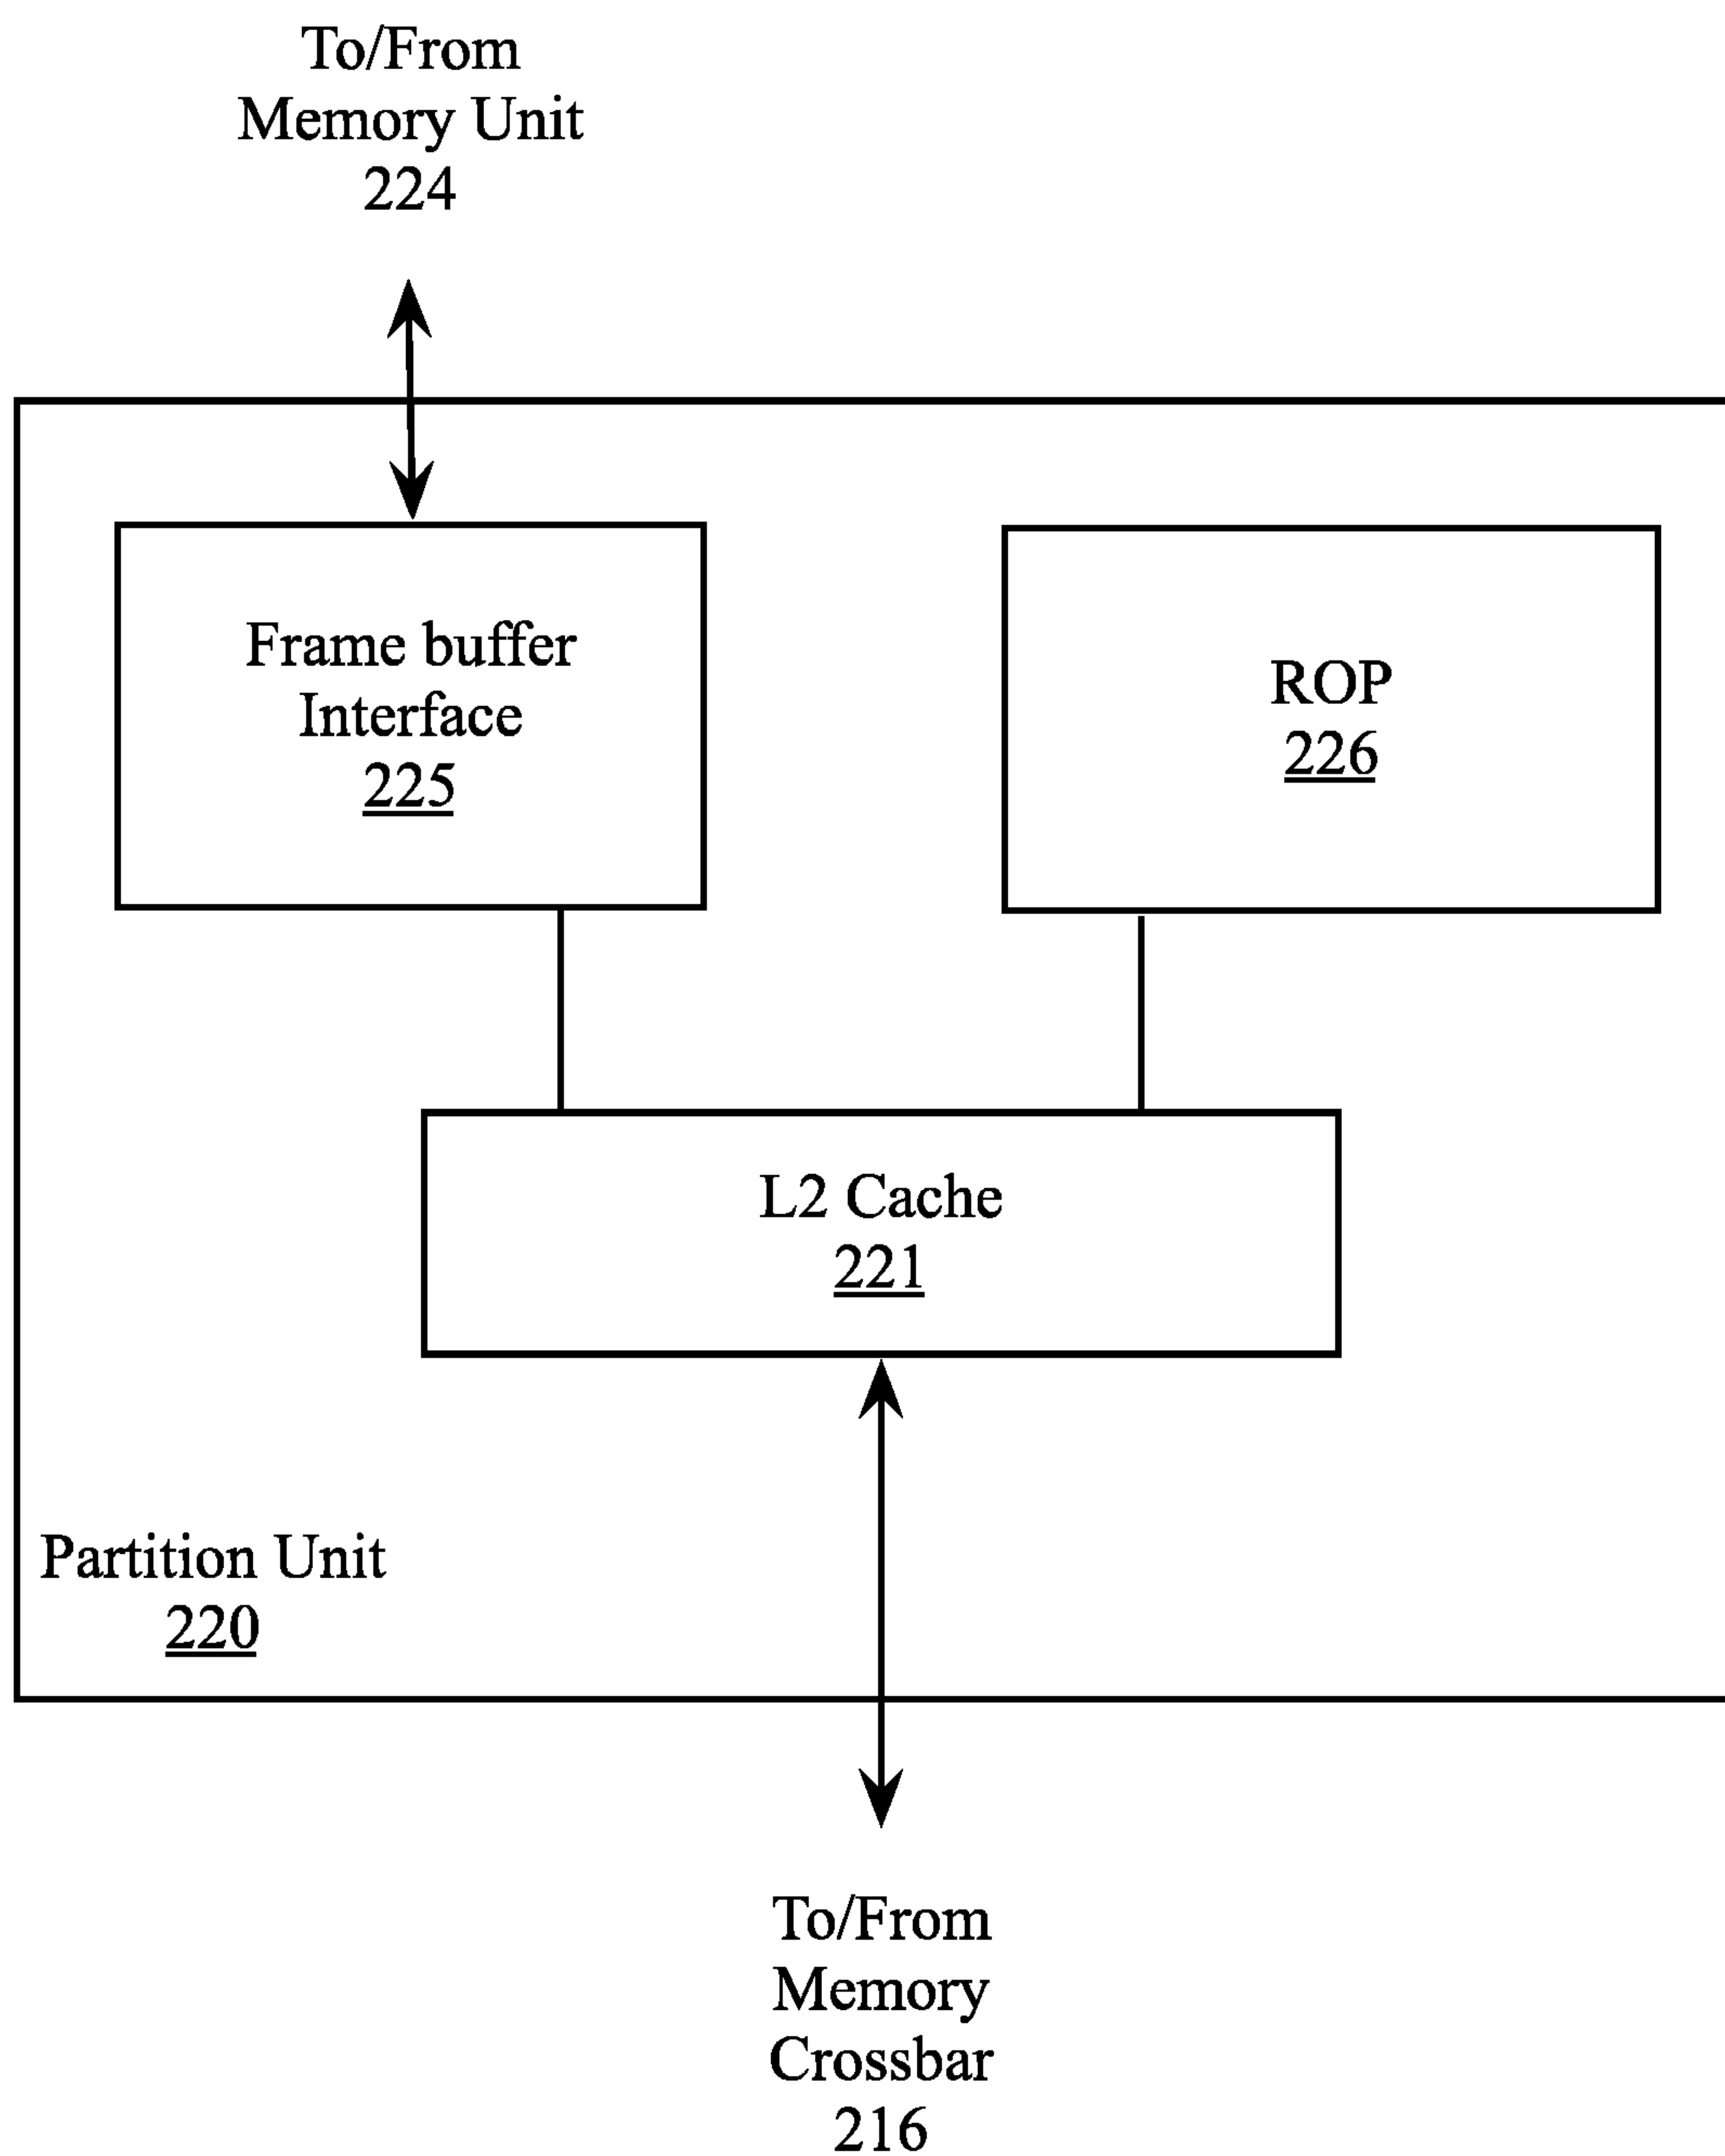 To/From
Memory Unit
224
Frame buffer
Interface
225
ROP
226
L2 Cache
221
Partition Unit
220
To/From
Memory
Crossbar
216